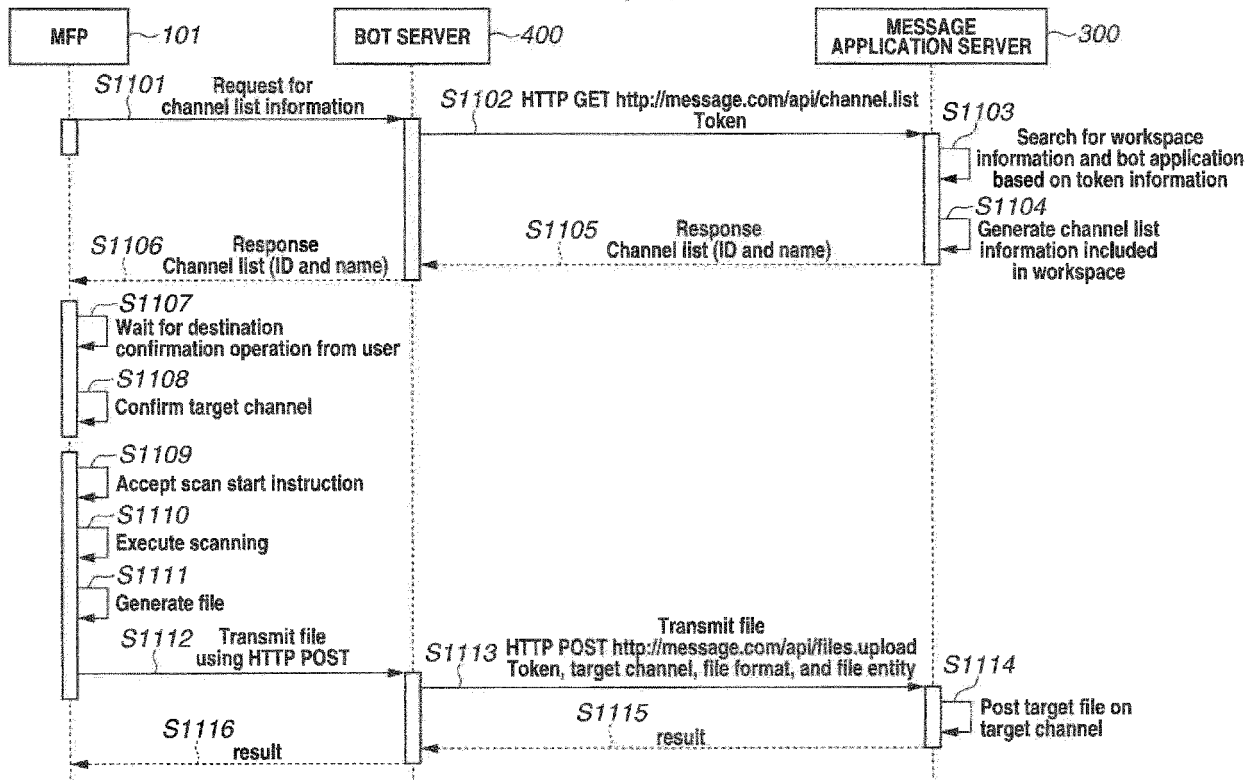 MFP
101
BOT SERVER
400
MESSAGE
APPLICATION SERVER
300
S1101
Request for
channel list information
S1102
HTTP GET http://message.com/api/channel.list
Token
S1103
Search for workspace
information and bot application
based on token information
S1104
Generate channel list
information included
in workspace
S1105
Response
Channel list (ID and name)
S1106
Response
Channel list (ID and name)
S1107
Wait for destination
confirmation operation from user
S1108
Confirm target channel
S1109
Accept scan start instruction
S1110
Execute scanning
S1111
Generate file
S1112
Transmit file
using HTTP POST
S1113
Transmit file
HTTP POST http://message.com/api/files.upload
Token, target channel, file format, and file entity
S1114
Post target file on
target channel
S1115
result
S1116
result